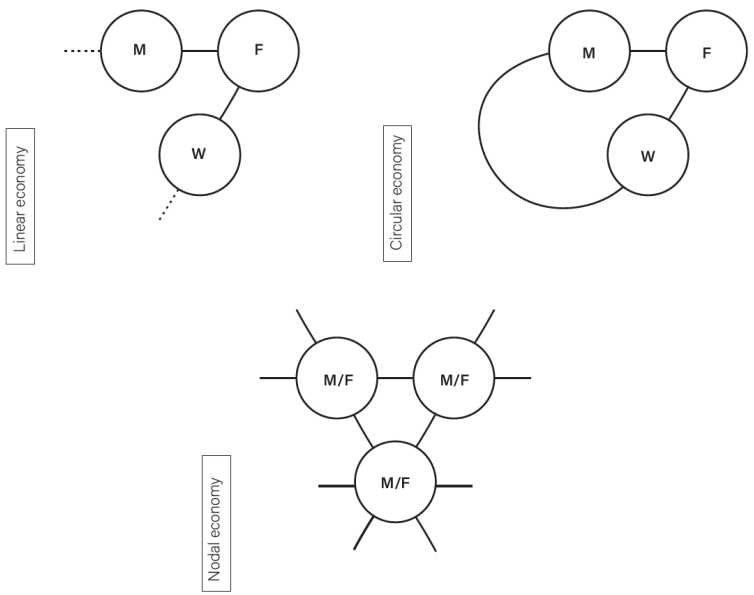 M
F
W
Linear economy
M
F
W
Circular economy
M/F
M/F
M/F
Nodal economy